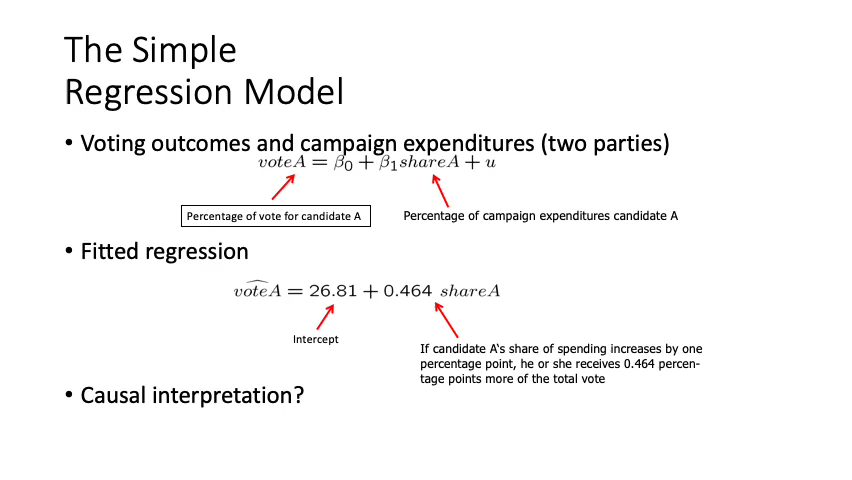 The Simple
Regression Model
• Voting outcomes and campaign expenditures (two parties)
voteA = β₀ + β₁shareA + u
Percentage of vote for candidate A
Percentage of campaign expenditures candidate A
• Fitted regression
v͡oteA = 26.81 + 0.464 shareA
Intercept
If candidate A‘s share of spending increases by one
percentage point, he or she receives 0.464 percen-
tage points more of the total vote
• Causal interpretation?